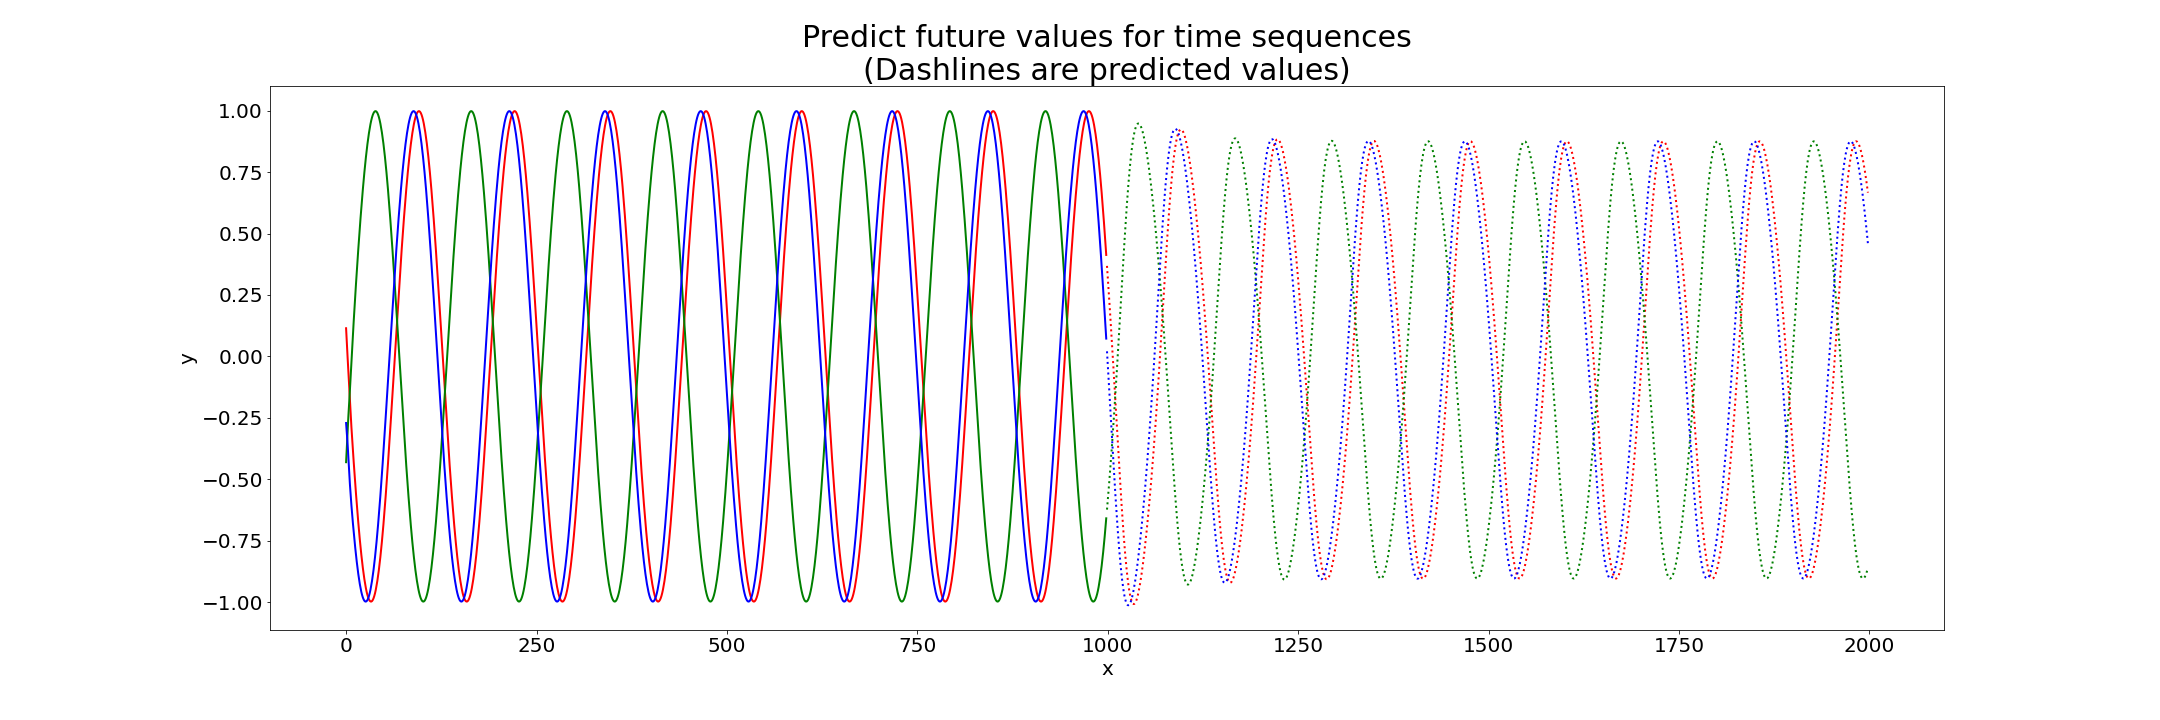 Predict future values for time sequences
(Dashlines are predicted values)
1.00
0.75
0.50
0.25
0.00
−0.25
−0.50
−0.75
−1.00
y
0 250 500 750 1000 1250 1500 1750 2000
x